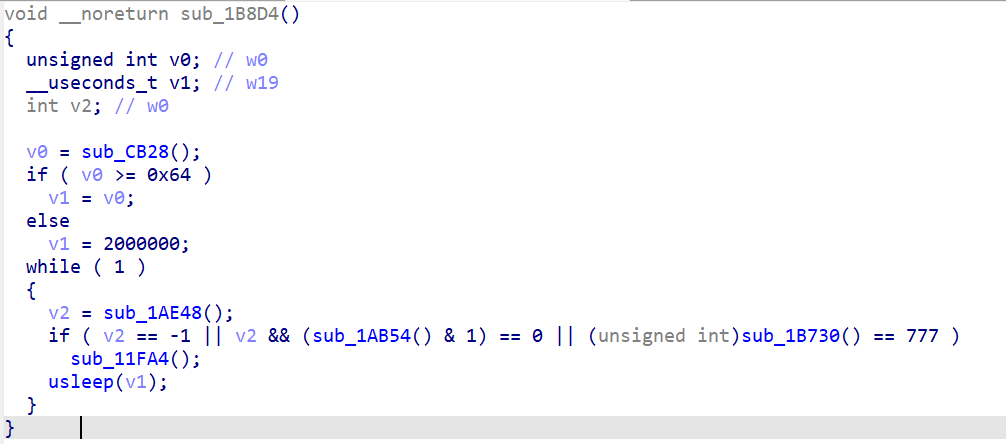 void __noreturn sub_1B8D4()
{
  unsigned int v0; // w0
  __useconds_t v1; // w19
  int v2; // w0

  v0 = sub_CB28();
  if ( v0 >= 0x64 )
    v1 = v0;
  else
    v1 = 2000000;
  while ( 1 )
  {
    v2 = sub_1AE48();
    if ( v2 == -1 || v2 && (sub_1AB54() & 1) == 0 || (unsigned int)sub_1B730() == 777 )
      sub_11FA4();
    usleep(v1);
  }
}